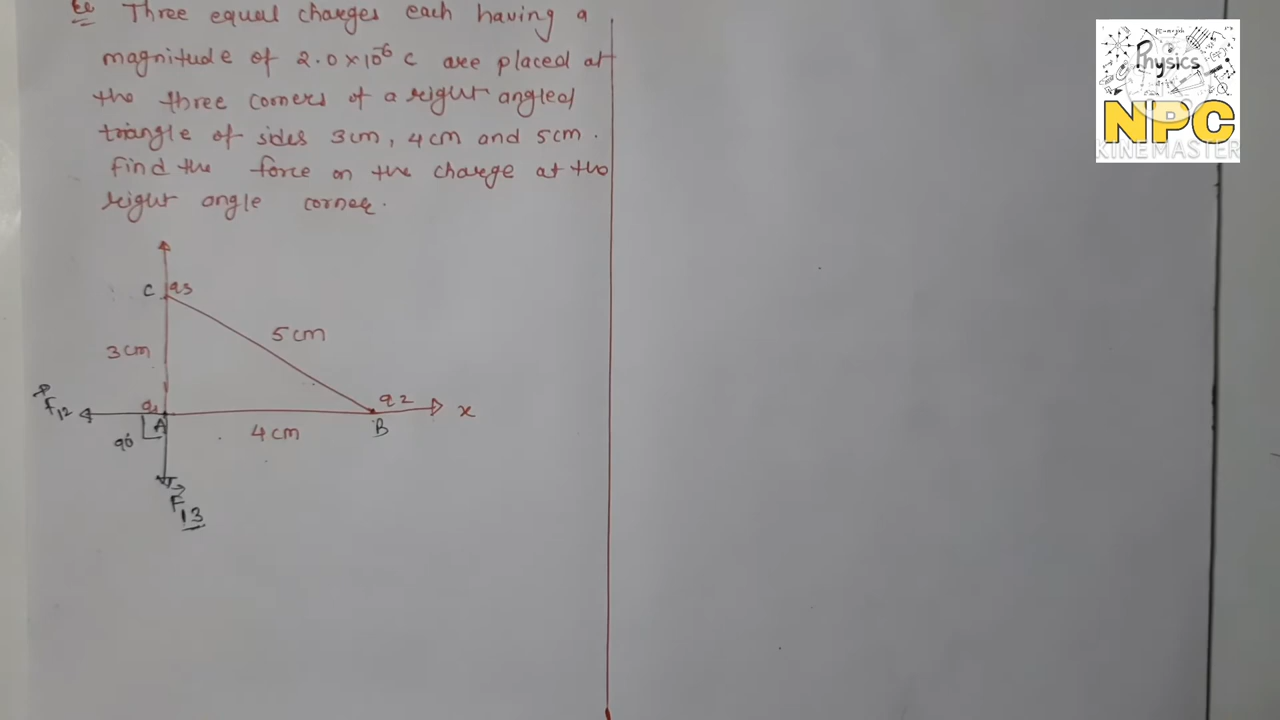 Ex Three equal charges each having a
magnitude of 2.0×10⁻⁶ C are placed at
the three corners of a right angled
triangle of sides 3cm, 4cm and 5cm.
Find the force on the charge at the
right angle corner.
C q3
5cm
3cm
F12
q1
q2
x
A
B
90°
4cm
F13
Physics
NPC
KINEMASTER